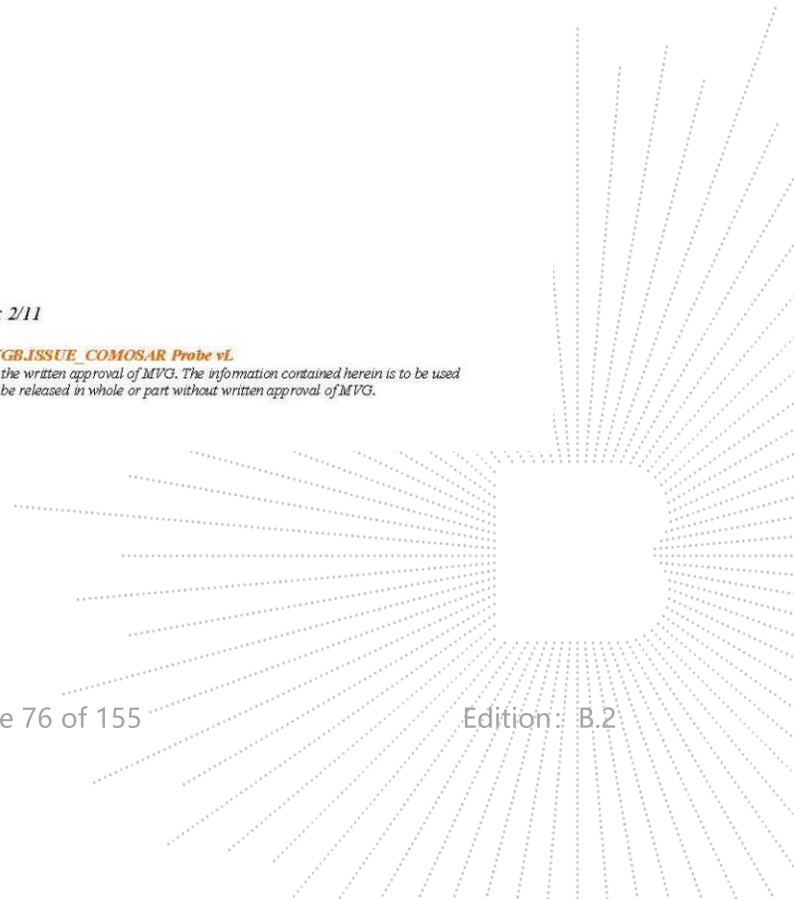 : 2/11
GB.ISSUE_COMOSAR Probe vL
the written approval of MVG. The information contained herein is to be used
be released in whole or part without written approval of MVG.
e 76 of 155 Edition: B.2